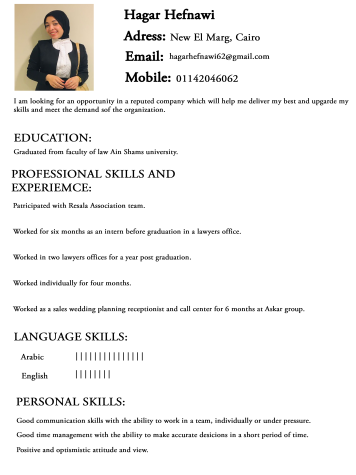 Hagar Hefnawi
Adress: New El Marg, Cairo
Email: hagarhefnawi62@gmail.com
Mobile: 01142046062
I am looking for an opportunity in a reputed company which will help me deliver my best and upgarde my
skills and meet the demand sof the organization.
EDUCATION:
Graduated from faculty of law Ain Shams university.
PROFESSIONAL SKILLS AND
EXPERIEMCE:
Patricipated with Resala Association team.
Worked for six months as an intern before graduation in a lawyers office.
Worked in two lawyers offices for a year post graduation.
Worked individually for four months.
Worked as a sales wedding planning receptionist and call center for 6 months at Askar group.
LANGUAGE SKILLS:
Arabic | | | | | | | | | | | | | | |
English | | | | | | | |
PERSONAL SKILLS:
Good communication skills with the ability to work in a team, individually or under pressure.
Good time management with the ability to make accurate desicions in a short period of time.
Positive and optismistic attitude and view.